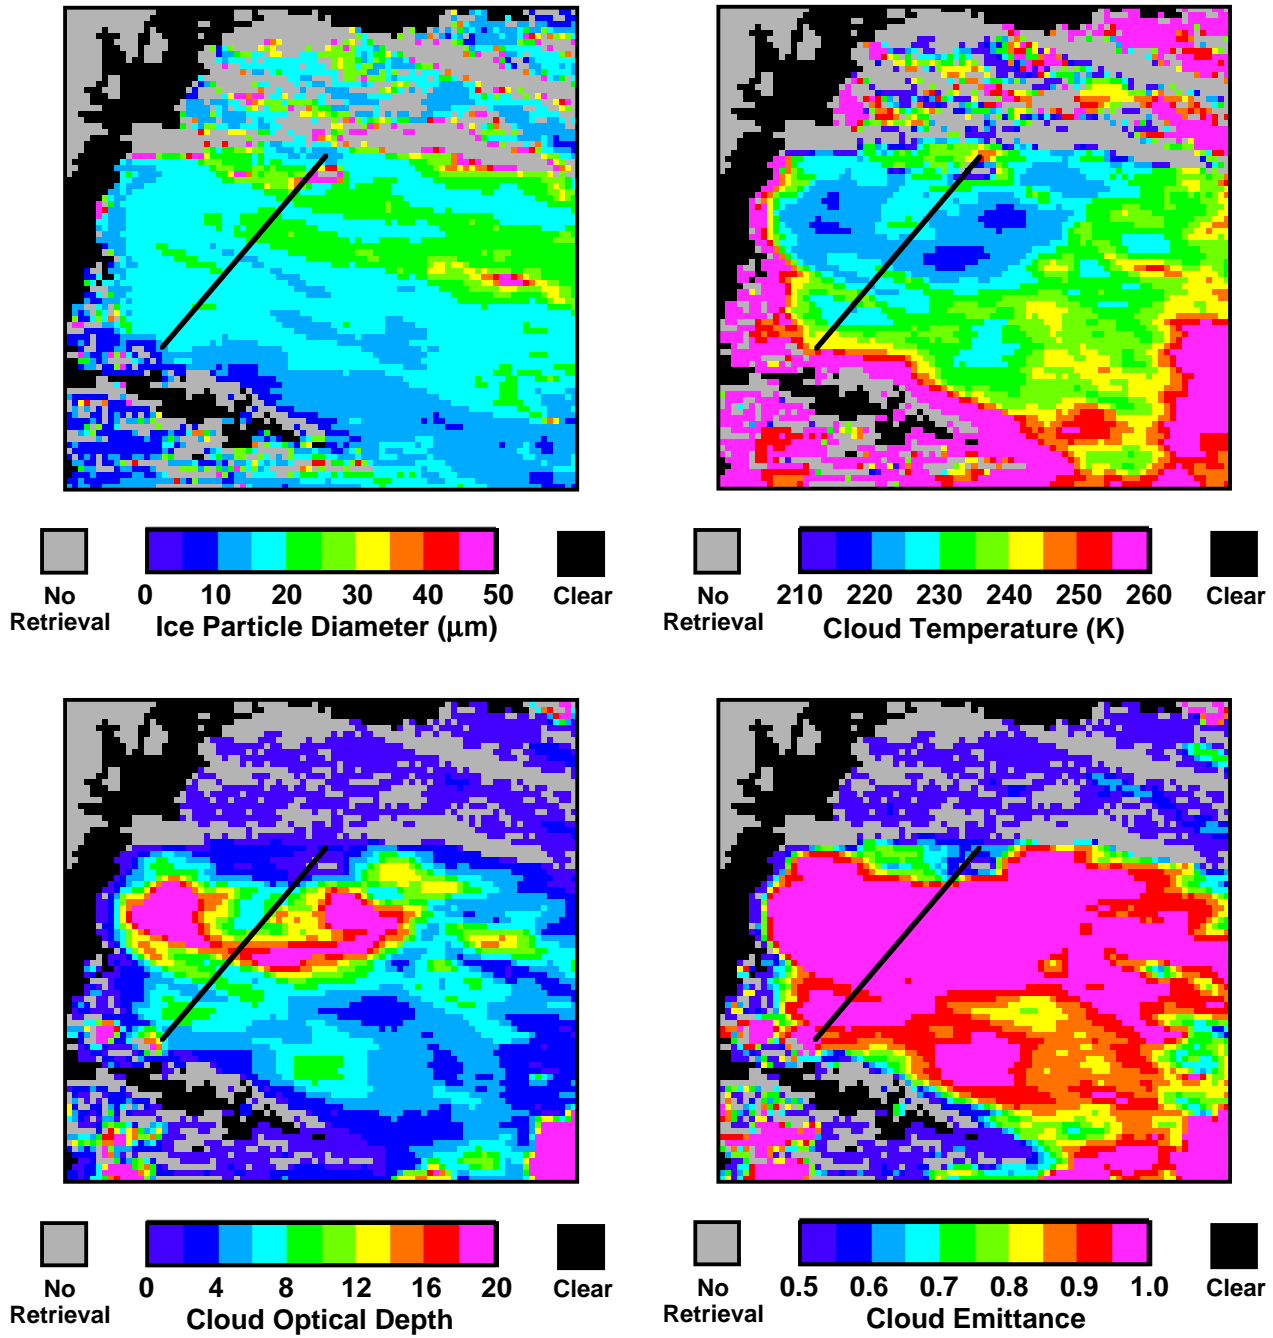 No
Retrieval
0 10 20 30 40 50
Clear
Ice Particle Diameter (μm)
No
Retrieval
210 220 230 240 250 260
Clear
Cloud Temperature (K)
No
Retrieval
0 4 8 12 16 20
Clear
Cloud Optical Depth
No
Retrieval
0.5 0.6 0.7 0.8 0.9 1.0
Clear
Cloud Emittance